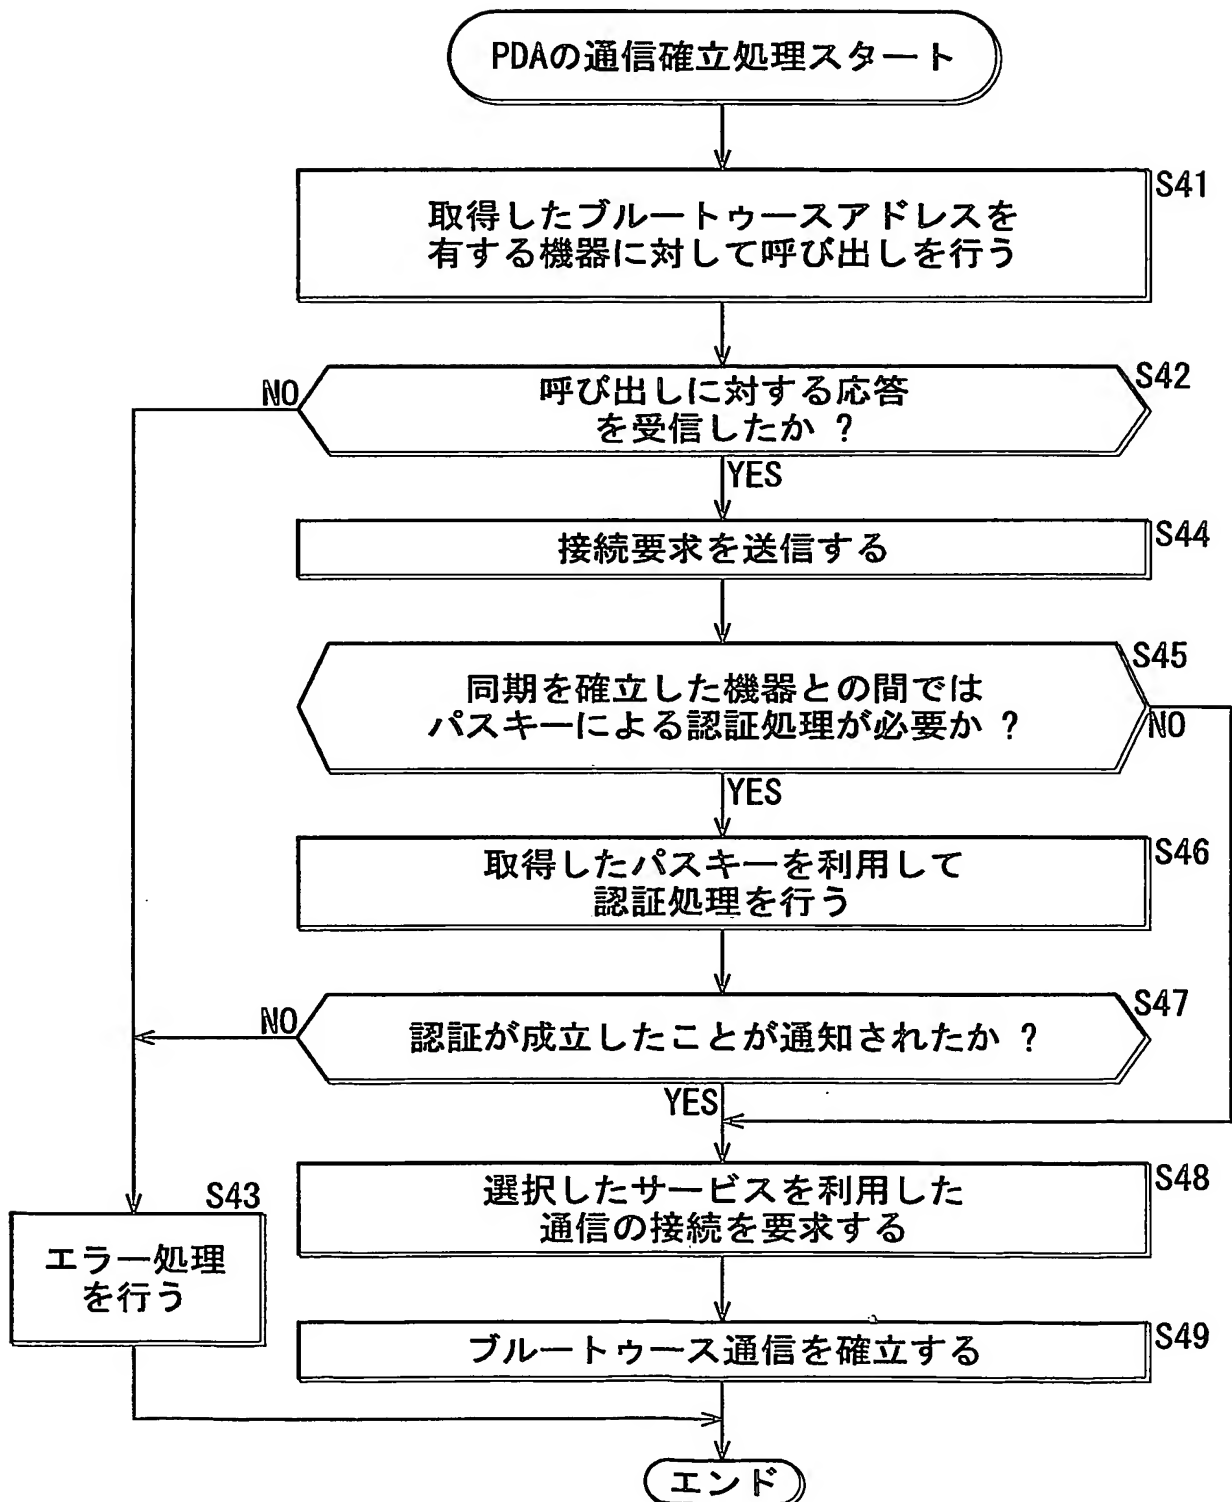 PDAの通信確立処理スタート
S41
取得したブルートゥースアドレスを
有する機器に対して呼び出しを行う
S42
NO
呼び出しに対する応答
を受信したか ?
YES
S44
接続要求を送信する
S45
同期を確立した機器との間では
パスキーによる認証処理が必要か ?
NO
YES
S46
取得したパスキーを利用して
認証処理を行う
S47
NO
認証が成立したことが通知されたか ?
YES
S48
選択したサービスを利用した
通信の接続を要求する
S43
エラー処理
を行う
S49
ブルートゥース通信を確立する
エンド